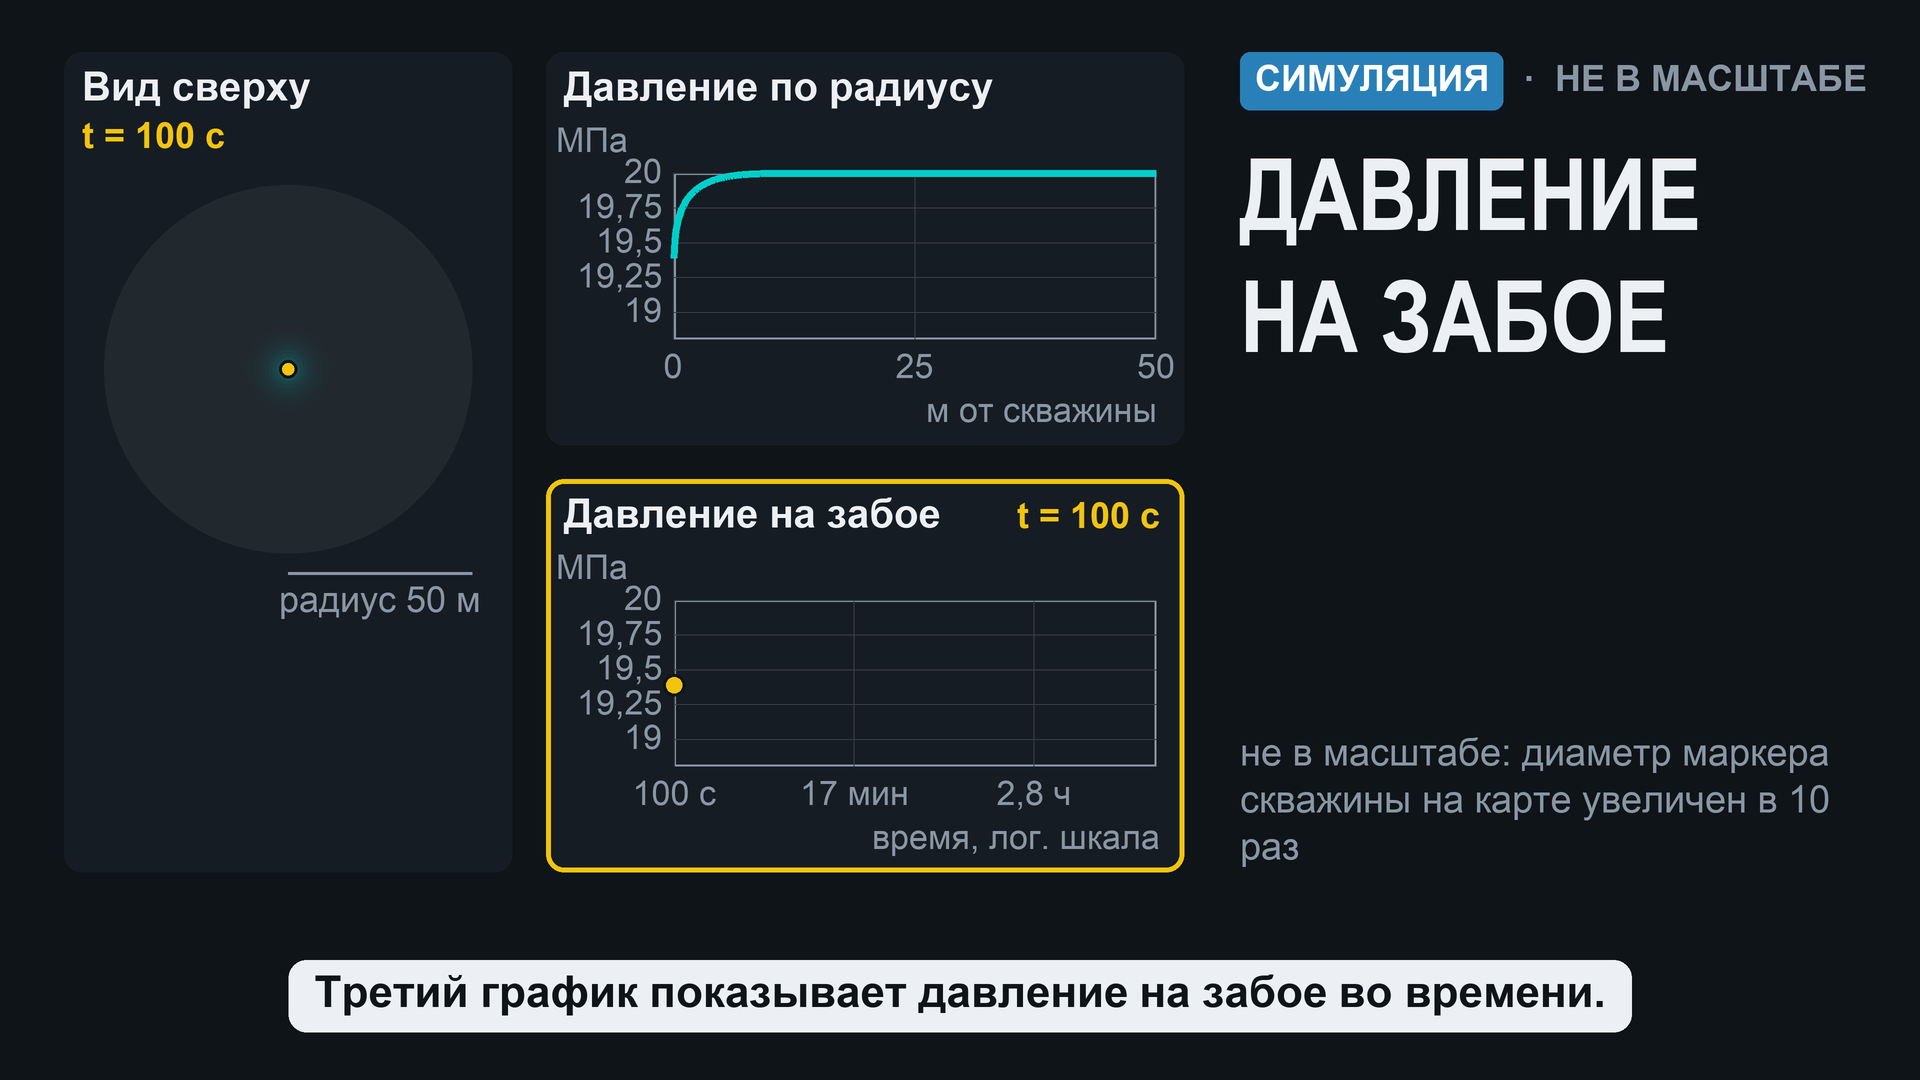 Вид сверху
t = 100 с
радиус 50 м
Давление по радиусу
МПа
20
19,75
19,5
19,25
19
0 25 50
м от скважины
Давление на забое t = 100 с
МПа
20
19,75
19,5
19,25
19
100 с 17 мин 2,8 ч
время, лог. шкала
СИМУЛЯЦИЯ · НЕ В МАСШТАБЕ
ДАВЛЕНИЕ
НА ЗАБОЕ
не в масштабе: диаметр маркера
скважины на карте увеличен в 10
раз
Третий график показывает давление на забое во времени.